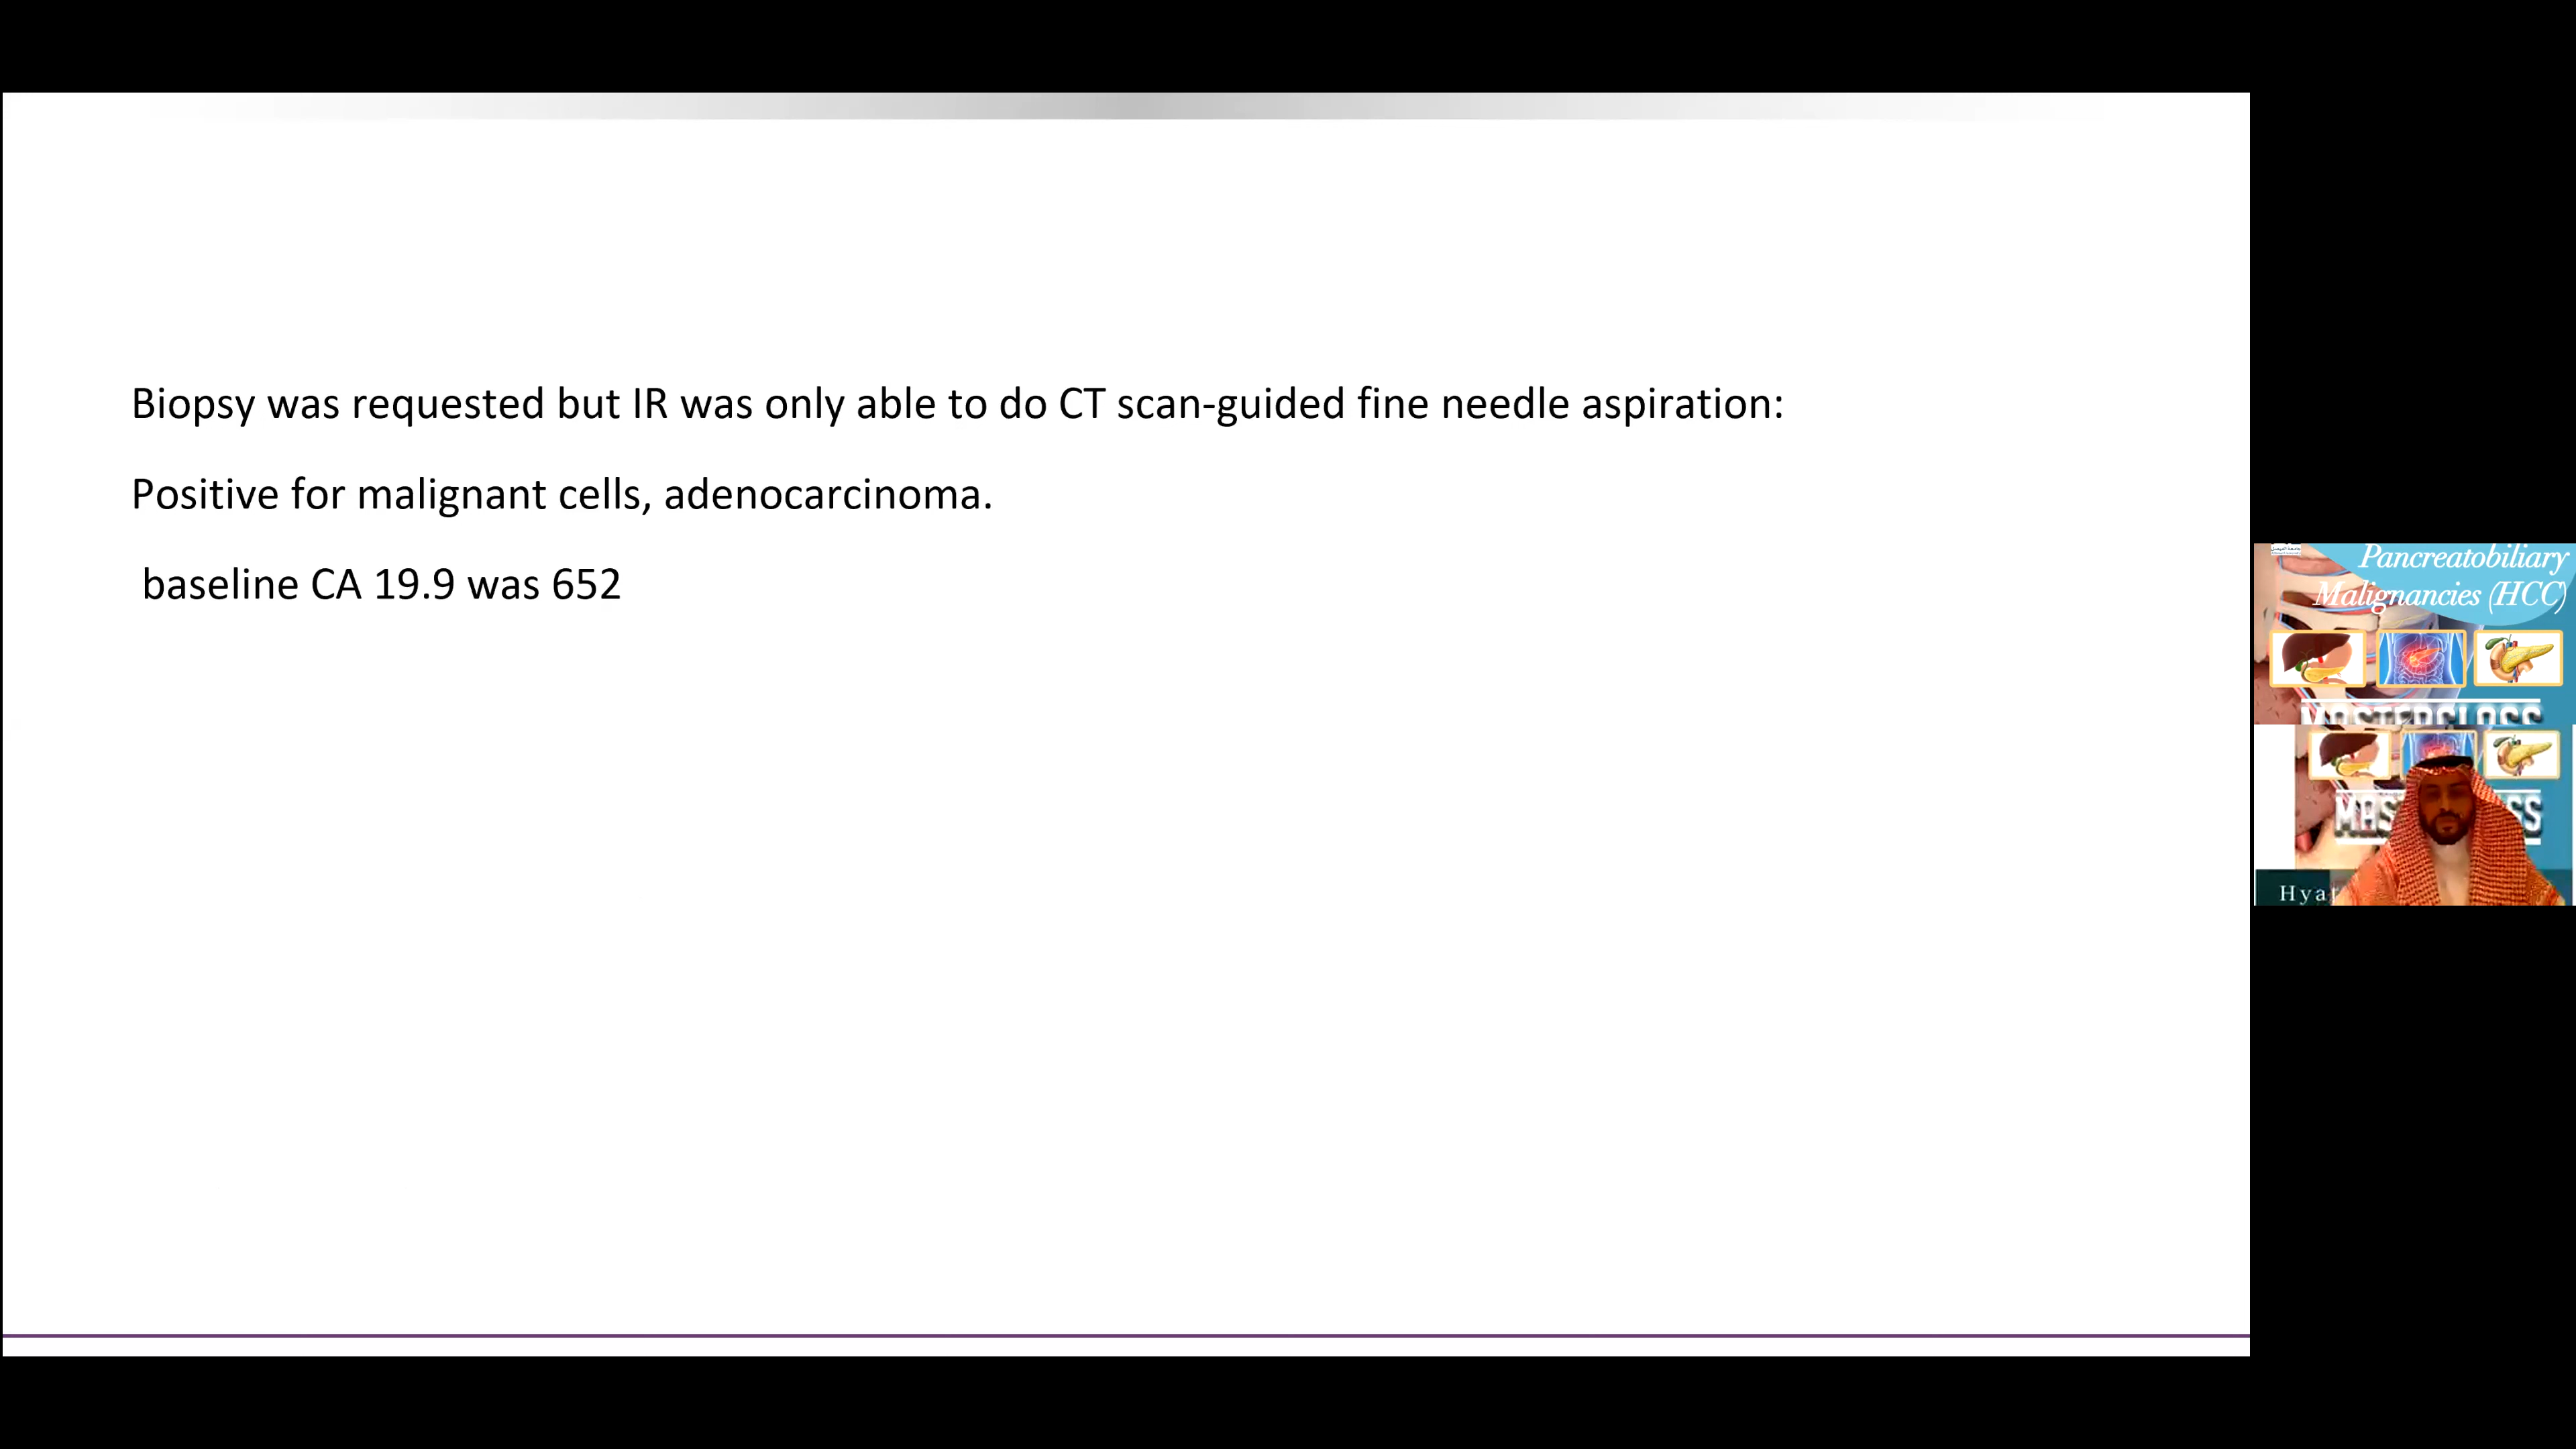 Biopsy was requested but IR was only able to do CT scan-guided fine needle aspiration:
Positive for malignant cells, adenocarcinoma.
baseline CA 19.9 was 652
Pancreatobiliary
Malignancies (HCC)